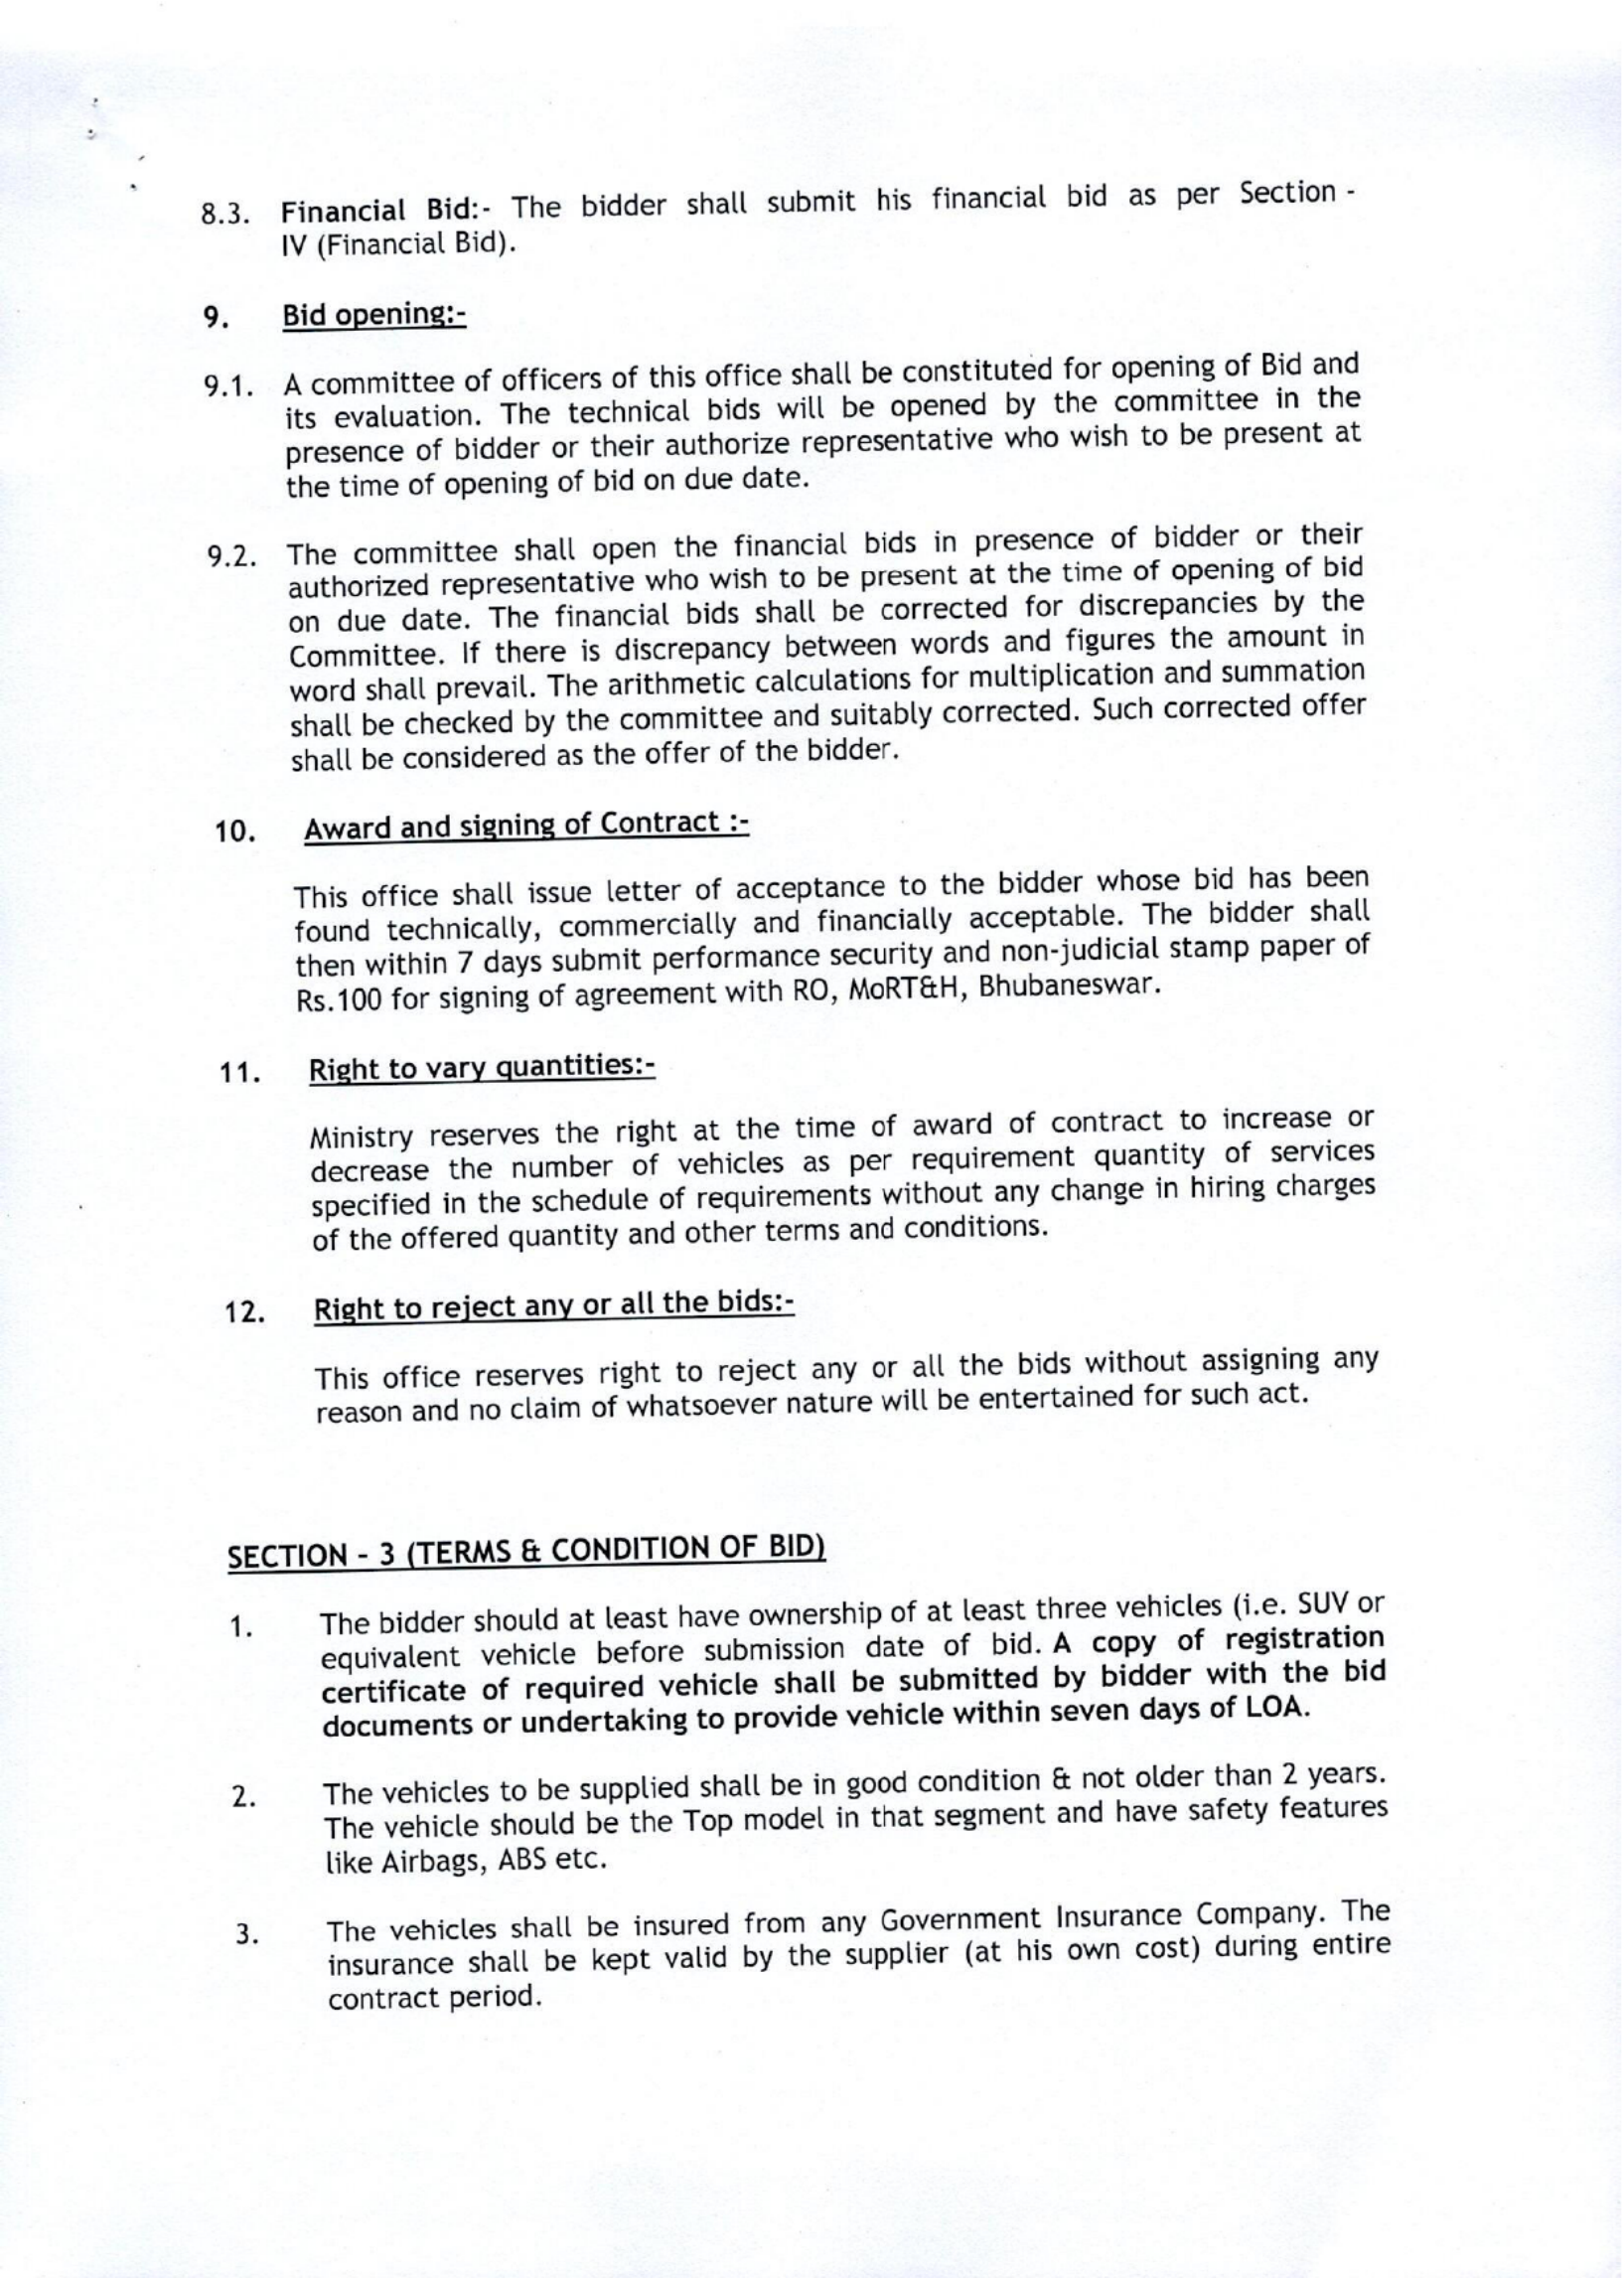 8.3. Financial Bid:- The bidder shall submit his financial bid as per Section -
IV (Financial Bid).
9. Bid opening:-
9.1. A committee of officers of this office shall be constituted for opening of Bid and
its evaluation. The technical bids will be opened by the committee in the
presence of bidder or their authorize representative who wish to be present at
the time of opening of bid on due date.
9.2. The committee shall open the financial bids in presence of bidder or their
authorized representative who wish to be present at the time of opening of bid
on due date. The financial bids shall be corrected for discrepancies by the
Committee. If there is discrepancy between words and figures the amount in
word shall prevail. The arithmetic calculations for multiplication and summation
shall be checked by the committee and suitably corrected. Such corrected offer
shall be considered as the offer of the bidder.
10. Award and signing of Contract :-
This office shall issue letter of acceptance to the bidder whose bid has been
found technically, commercially and financially acceptable. The bidder shall
then within 7 days submit performance security and non-judicial stamp paper of
Rs.100 for signing of agreement with RO, MoRT&H, Bhubaneswar.
11. Right to vary quantities:-
Ministry reserves the right at the time of award of contract to increase or
decrease the number of vehicles as per requirement quantity of services
specified in the schedule of requirements without any change in hiring charges
of the offered quantity and other terms and conditions.
12. Right to reject any or all the bids:-
This office reserves right to reject any or all the bids without assigning any
reason and no claim of whatsoever nature will be entertained for such act.
SECTION - 3 (TERMS & CONDITION OF BID)
1. The bidder should at least have ownership of at least three vehicles (i.e. SUV or
equivalent vehicle before submission date of bid. A copy of registration
certificate of required vehicle shall be submitted by bidder with the bid
documents or undertaking to provide vehicle within seven days of LOA.
2. The vehicles to be supplied shall be in good condition & not older than 2 years.
The vehicle should be the Top model in that segment and have safety features
like Airbags, ABS etc.
3. The vehicles shall be insured from any Government Insurance Company. The
insurance shall be kept valid by the supplier (at his own cost) during entire
contract period.